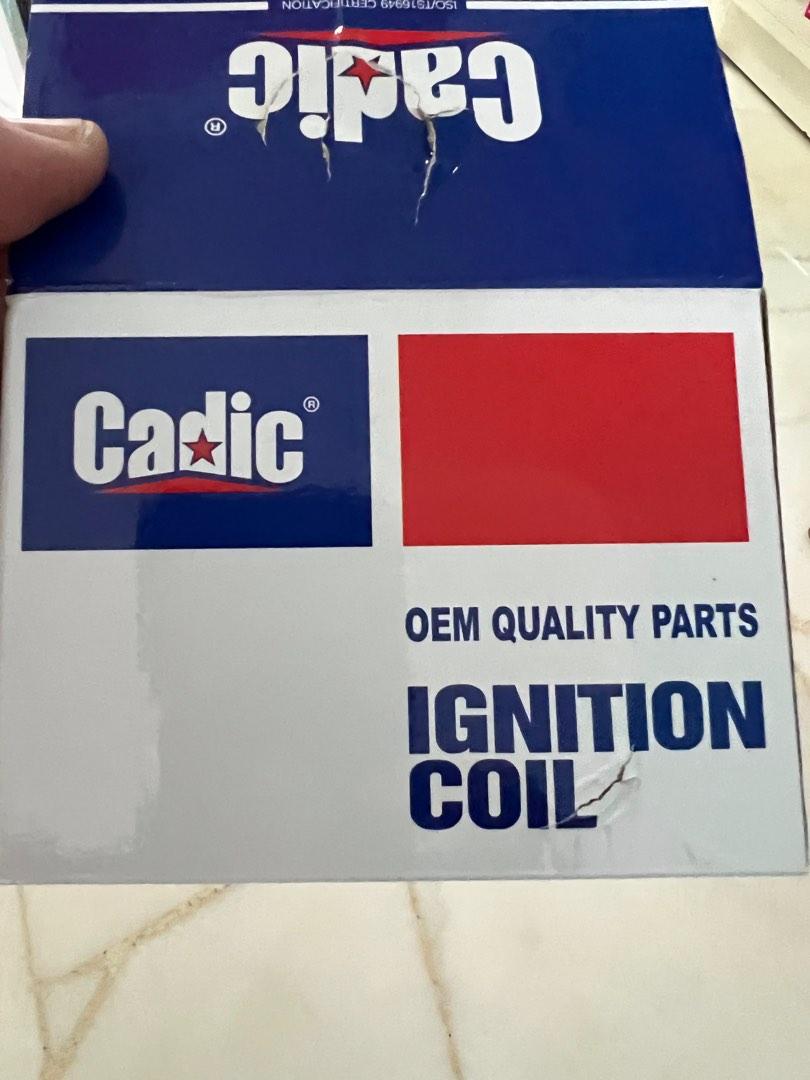 ISO/TS16949 CERTIFICATION
Cadic®
Cadic®
OEM QUALITY PARTS
IGNITION
COIL